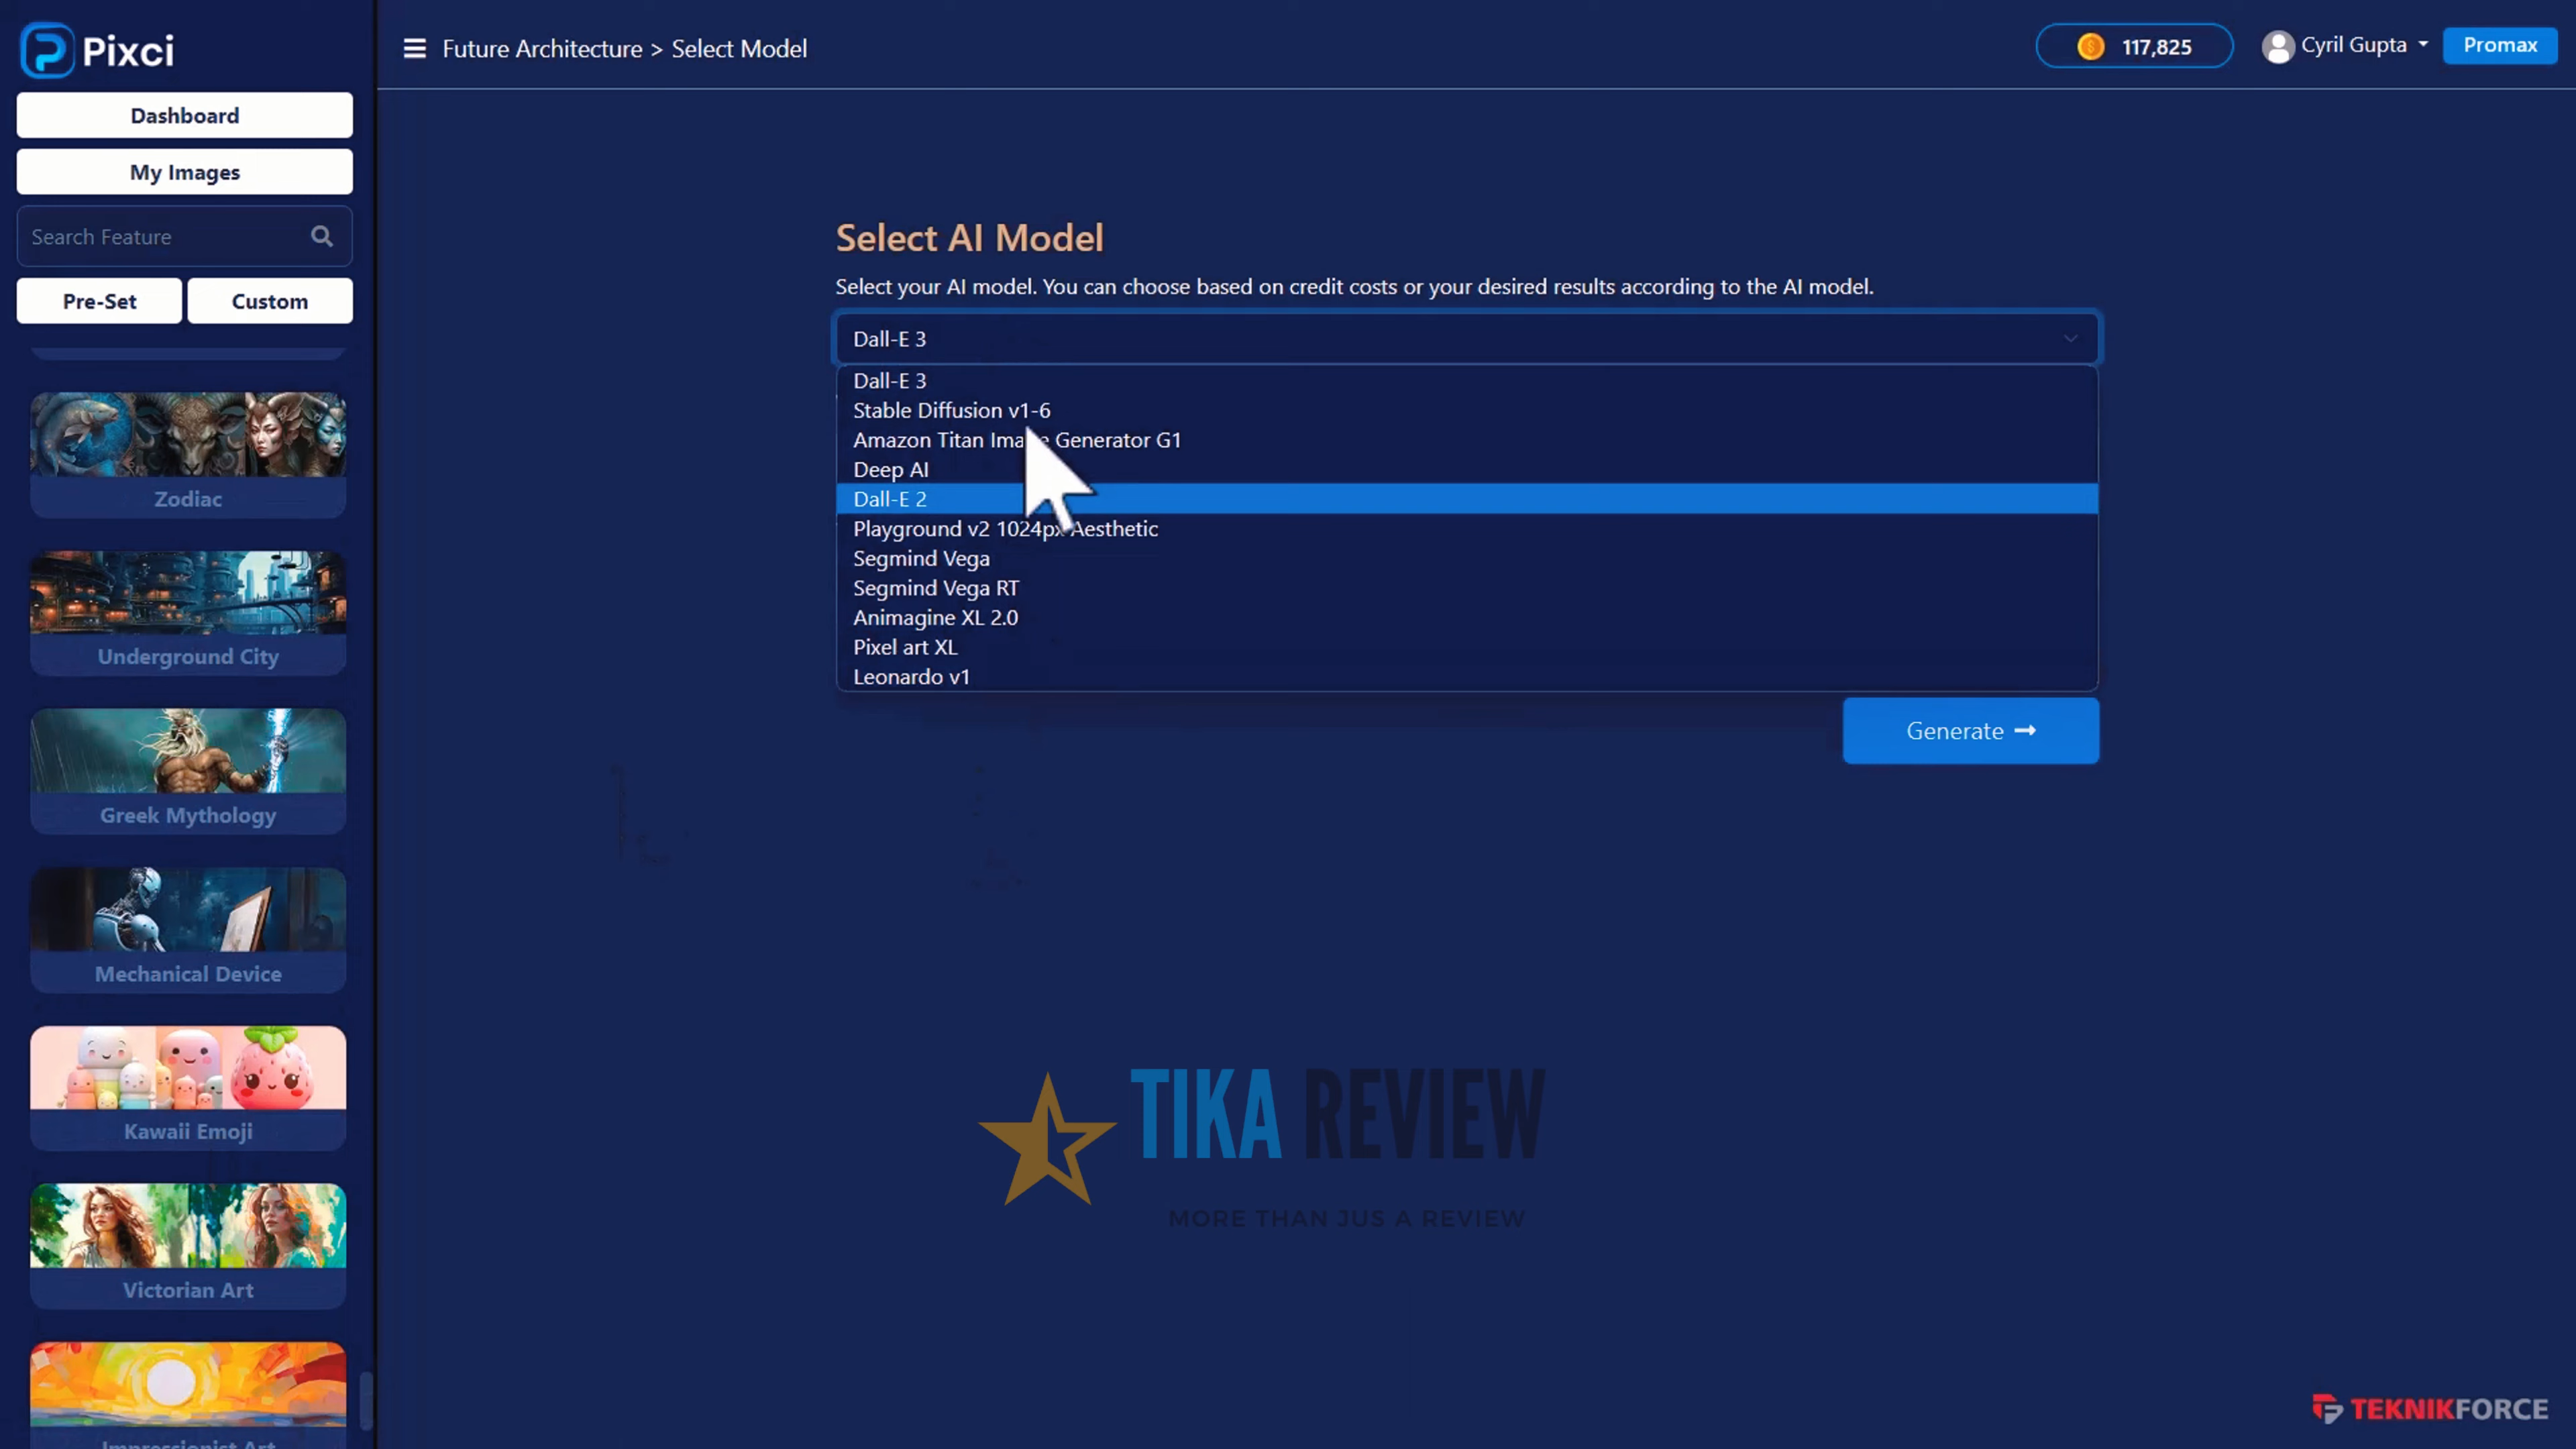 Pixci
Dashboard
My Images
Search Feature
Pre-Set
Custom
Zodiac
Underground City
Greek Mythology
Mechanical Device
Kawaii Emoji
Victorian Art
Impressionist Art
Future Architecture > Select Model
117,825
Cyril Gupta
Promax
Select AI Model
Select your AI model. You can choose based on credit costs or your desired results according to the AI model.
Dall-E 3
Dall-E 3
Stable Diffusion v1-6
Amazon Titan Image Generator G1
Deep AI
Dall-E 2
Playground v2 1024px Aesthetic
Segmind Vega
Segmind Vega RT
Animagine XL 2.0
Pixel art XL
Leonardo v1
Generate
TIKA REVIEW
MORE THAN JUS A REVIEW
TEKNIKFORCE